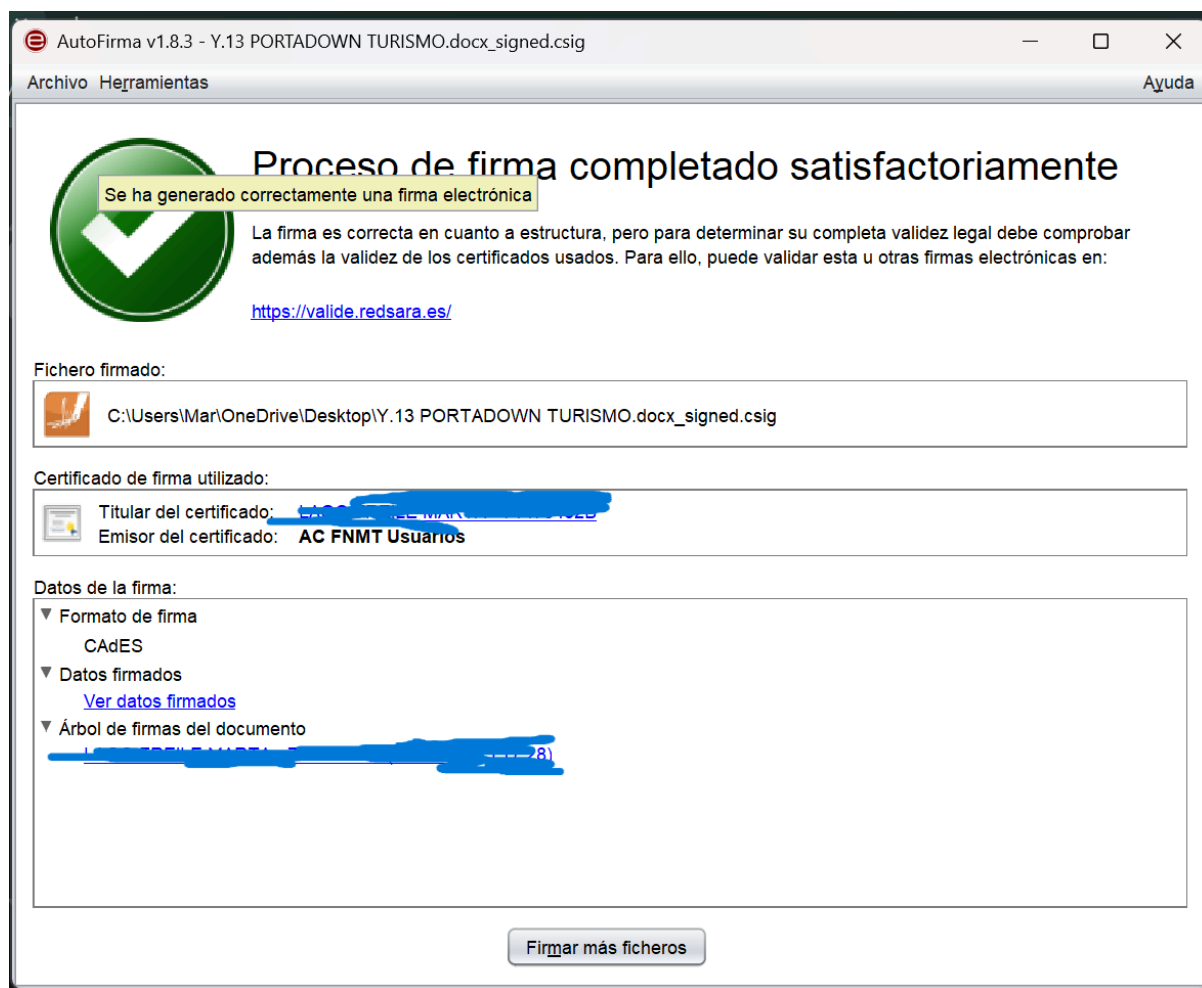 AutoFirma v1.8.3 - Y.13 PORTADOWN TURISMO.docx_signed.csig
Archivo Herramientas Ayuda
Proceso de firma completado satisfactoriamente
Se ha generado correctamente una firma electrónica
La firma es correcta en cuanto a estructura, pero para determinar su completa validez legal debe comprobar
además la validez de los certificados usados. Para ello, puede validar esta u otras firmas electrónicas en:
https://valide.redsara.es/
Fichero firmado:
C:\Users\Mar\OneDrive\Desktop\Y.13 PORTADOWN TURISMO.docx_signed.csig
Certificado de firma utilizado:
Titular del certificado:
Emisor del certificado: AC FNMT Usuarios
Datos de la firma:
Formato de firma
CAdES
Datos firmados
Ver datos firmados
Árbol de firmas del documento
Firmar más ficheros